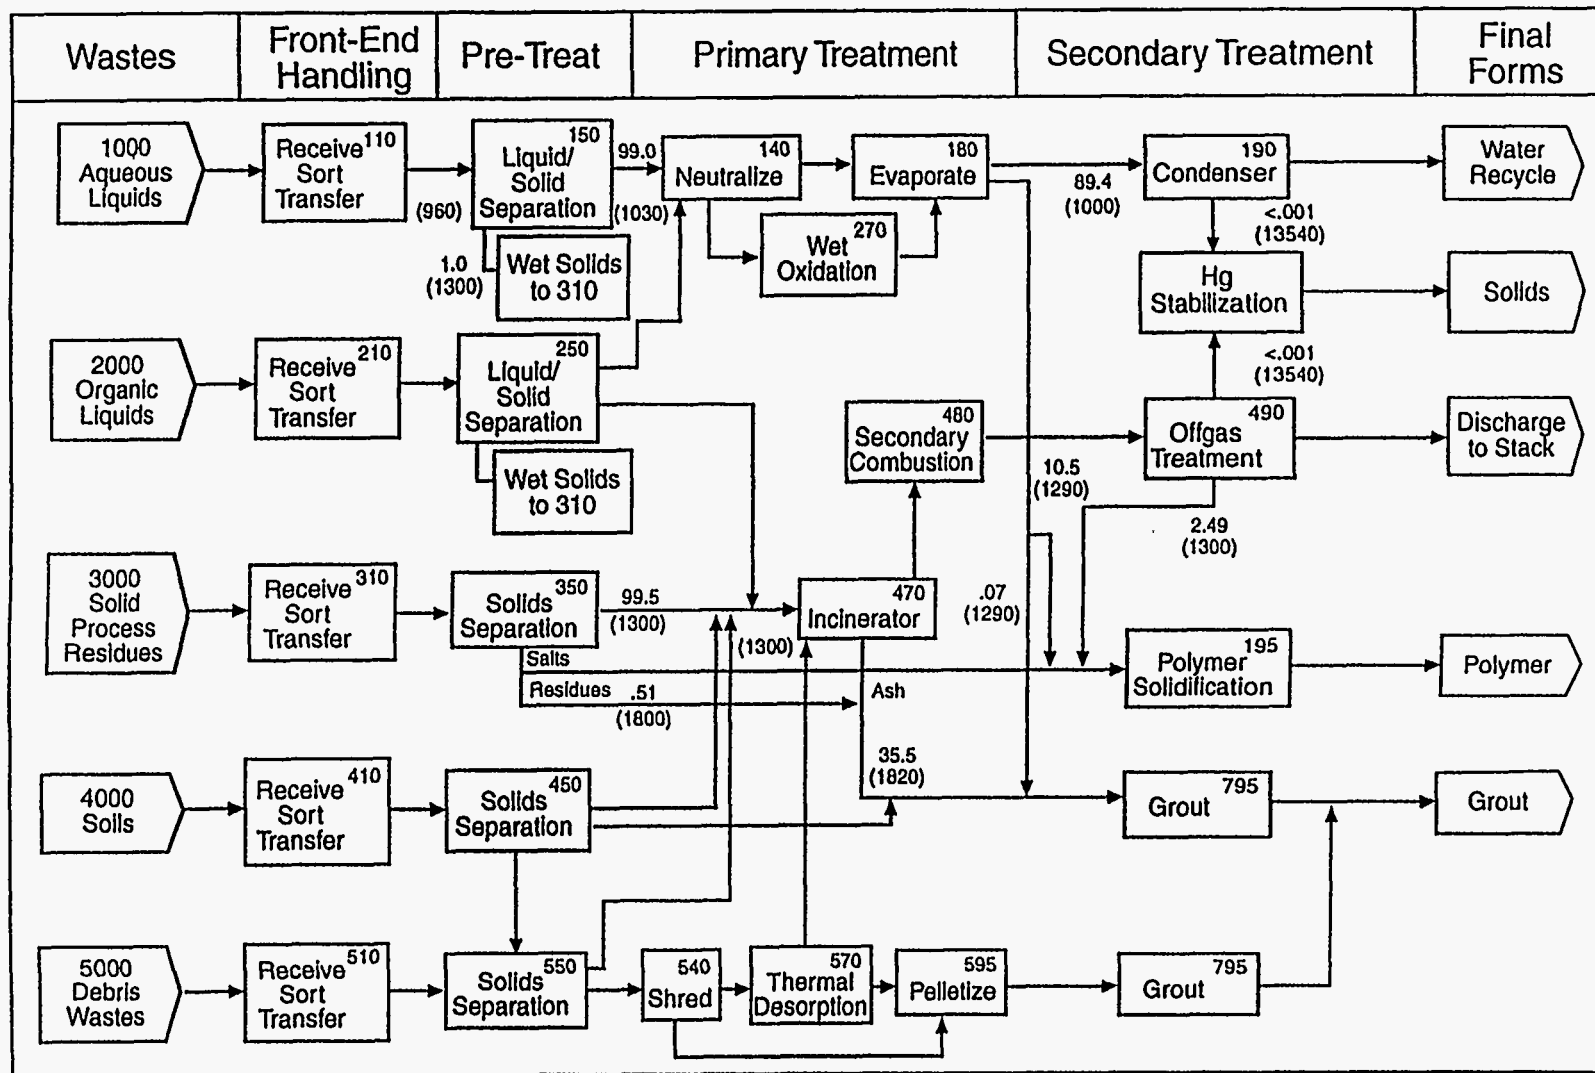 Wastes
Front-End
Handling
Pre-Treat
Primary Treatment
Secondary Treatment
Final
Forms
1000
Aqueous
Liquids
Receive 110
Sort
Transfer
(960)
150
Liquid/
Solid
Separation
99.0
(1030)
140
Neutralize
180
Evaporate
89.4
(1000)
190
Condenser
Water
Recycle
1.0
(1300)
Wet Solids
to 310
270
Wet
Oxidation
<.001
(13540)
Hg
Stabilization
Solids
<.001
(13540)
2000
Organic
Liquids
Receive 210
Sort
Transfer
250
Liquid/
Solid
Separation
Wet Solids
to 310
480
Secondary
Combustion
10.5
(1290)
490
Offgas
Treatment
Discharge
to Stack
2.49
(1300)
3000
Solid
Process
Residues
Receive 310
Sort
Transfer
350
Solids
Separation
99.5
(1300)
(1300)
470
Incinerator
.07
(1290)
Salts
Residues .51
(1800)
Ash
195
Polymer
Solidification
Polymer
35.5
(1820)
4000
Soils
Receive 410
Sort
Transfer
450
Solids
Separation
795
Grout
Grout
5000
Debris
Wastes
Receive 510
Sort
Transfer
550
Solids
Separation
540
Shred
570
Thermal
Desorption
595
Pelletize
795
Grout